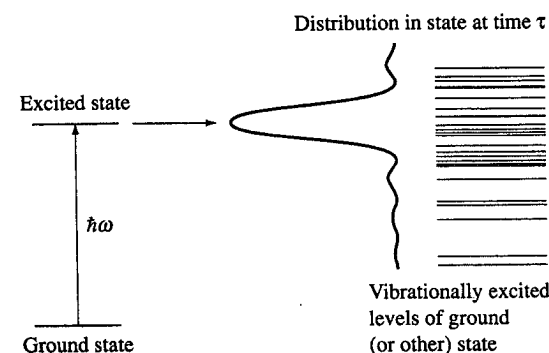 Distribution in state at time τ
Excited state
ħω
Ground state
Vibrationally excited
levels of ground
(or other) state